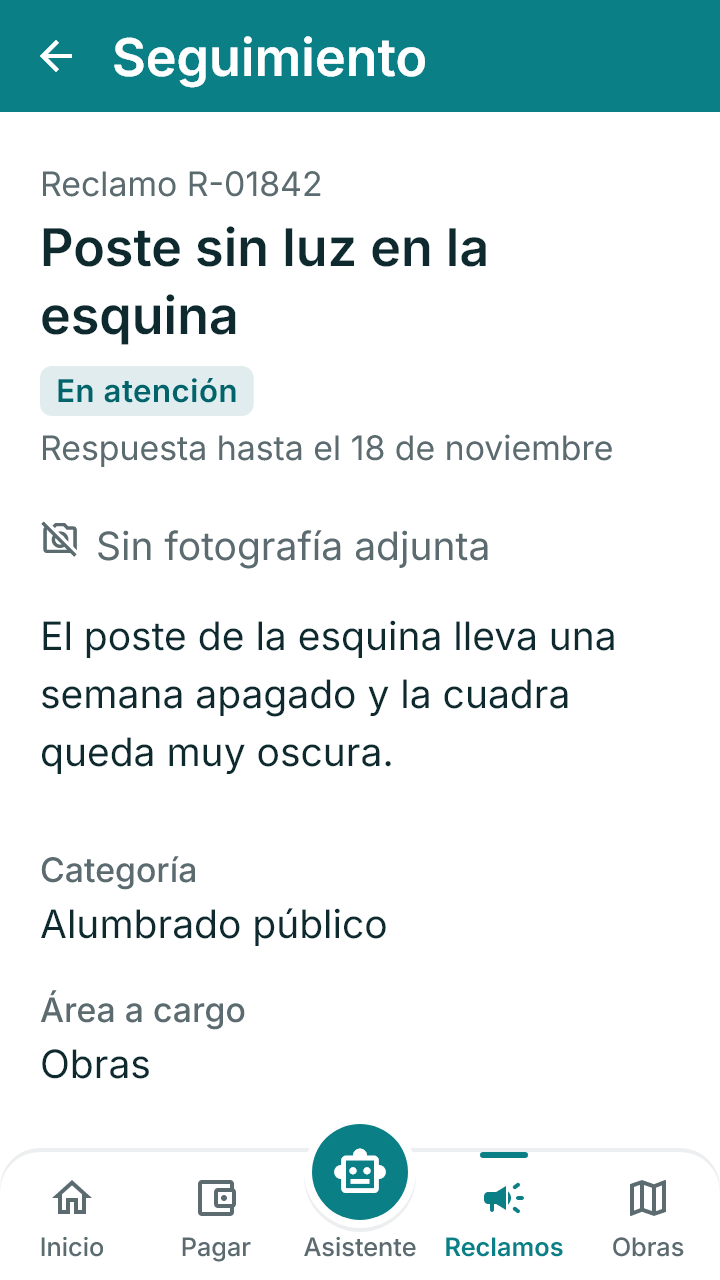 Seguimiento
Reclamo R-01842
Poste sin luz en la
esquina
En atención
Respuesta hasta el 18 de noviembre
Sin fotografía adjunta
El poste de la esquina lleva una
semana apagado y la cuadra
queda muy oscura.
Categoría
Alumbrado público
Área a cargo
Obras
Inicio
Pagar
Asistente
Reclamos
Obras